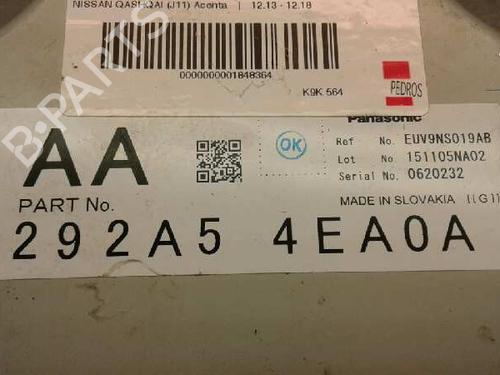 NISSAN QASHQAI (J11) Acenta | 12.13 - 12.18
0000000001848364
K9K 564
PEDROS
B-PARTS
AA
OK
Panasonic
Ref No. EUV9NS019AB
Lot No. 151105NA02
Serial No. 0620232
MADE IN SLOVAKIA
PART No.
292A5 4EA0A